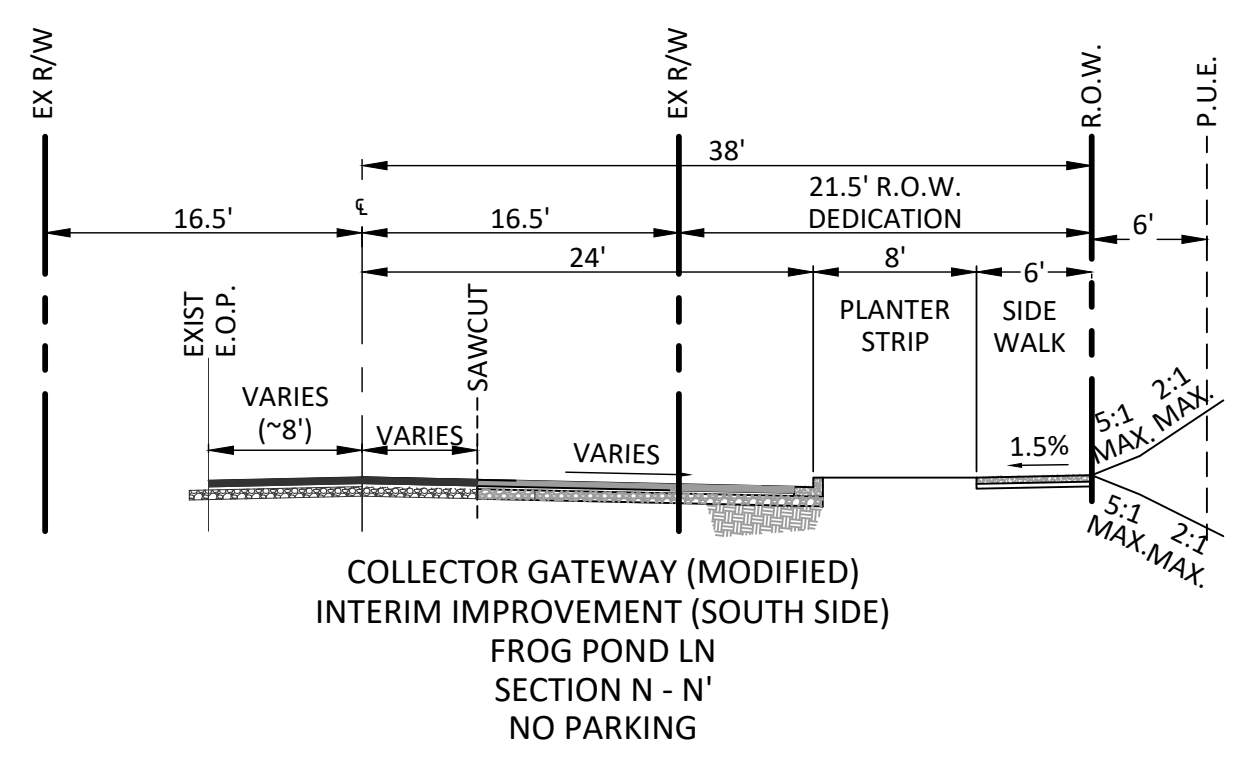 EX R/W
EX R/W
R.O.W.
P.U.E.
38'
16.5'
℄
16.5'
21.5' R.O.W.
DEDICATION
6'
24'
8'
6'
EXIST
E.O.P.
SAWCUT
PLANTER
STRIP
SIDE
WALK
VARIES
(~8')
VARIES
VARIES
1.5%
5:1
MAX.
2:1
MAX.
5:1
MAX.
2:1
MAX.
COLLECTOR GATEWAY (MODIFIED)
INTERIM IMPROVEMENT (SOUTH SIDE)
FROG POND LN
SECTION N - N'
NO PARKING